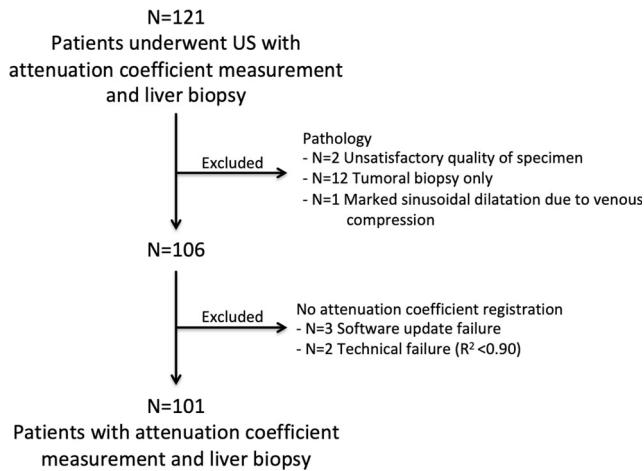 N=121
Patients underwent US with
attenuation coefficient measurement
and liver biopsy
Excluded
Pathology
- N=2 Unsatisfactory quality of specimen
- N=12 Tumoral biopsy only
- N=1 Marked sinusoidal dilatation due to venous
compression
N=106
Excluded
No attenuation coefficient registration
- N=3 Software update failure
- N=2 Technical failure (R² <0.90)
N=101
Patients with attenuation coefficient
measurement and liver biopsy